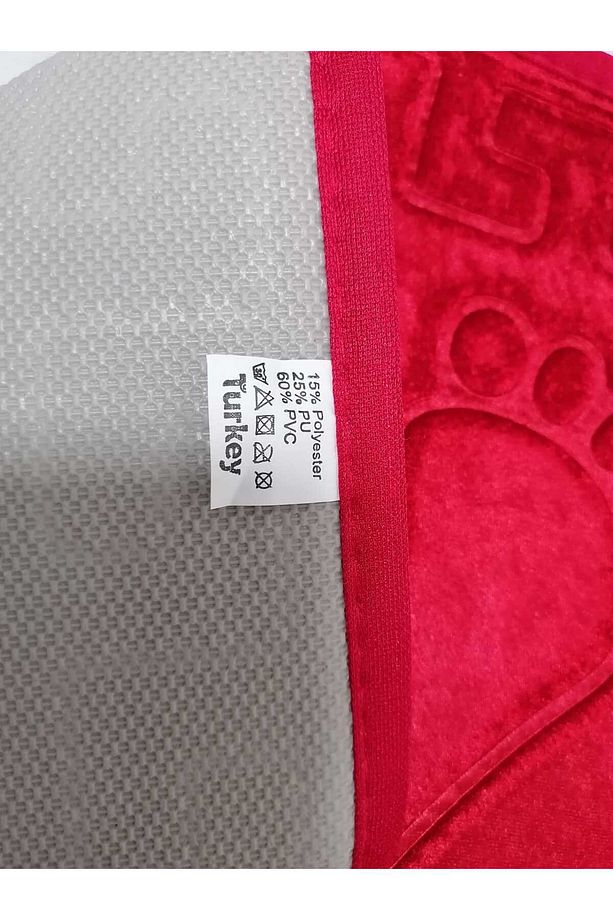 15% Polyester
25% PU
60% PVC
30
Turkey